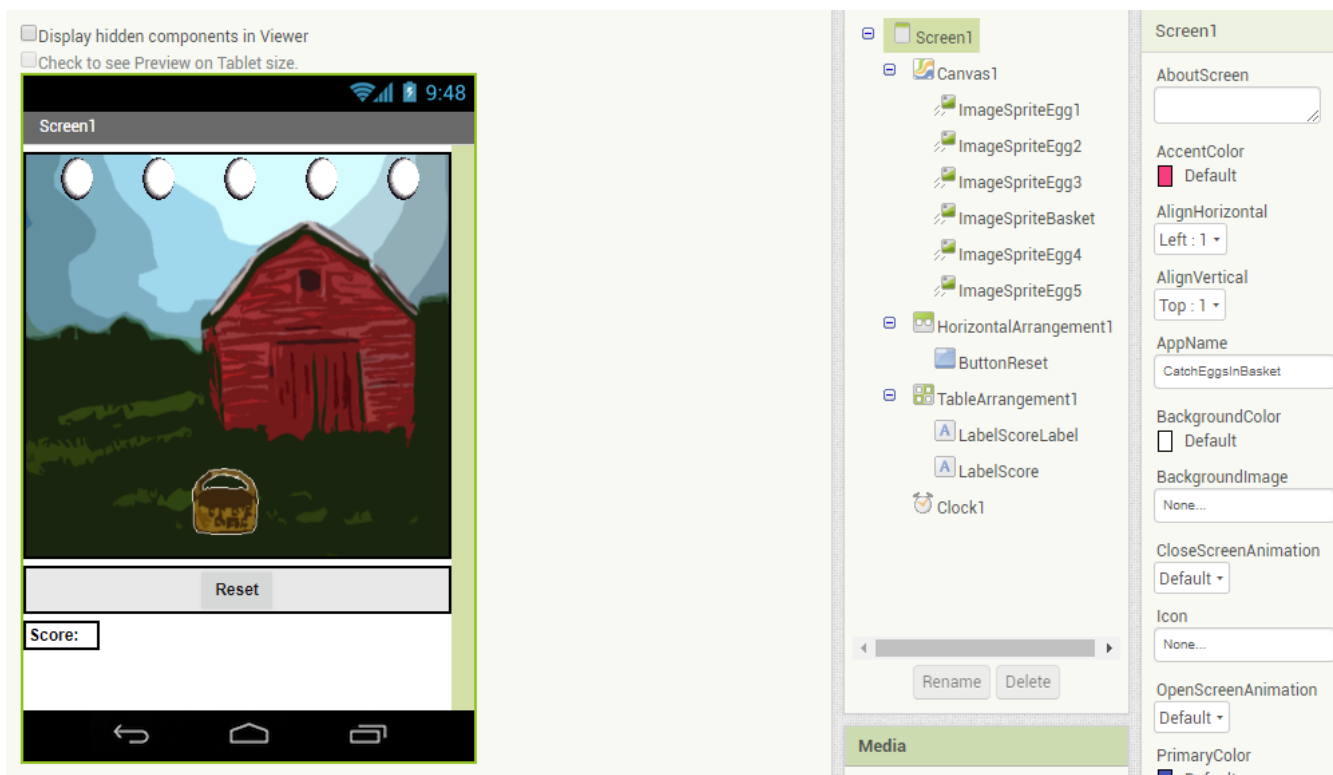 Display hidden components in Viewer
Check to see Preview on Tablet size.
9:48
Screen1
Reset
Score:
Screen1
Canvas1
ImageSpriteEgg1
ImageSpriteEgg2
ImageSpriteEgg3
ImageSpriteBasket
ImageSpriteEgg4
ImageSpriteEgg5
HorizontalArrangement1
ButtonReset
TableArrangement1
A LabelScoreLabel
A LabelScore
Clock1
Rename Delete
Media
Screen1
AboutScreen
AccentColor
Default
AlignHorizontal
Left : 1
AlignVertical
Top : 1
AppName
CatchEggsInBasket
BackgroundColor
Default
BackgroundImage
None...
CloseScreenAnimation
Default
Icon
None...
OpenScreenAnimation
Default
PrimaryColor